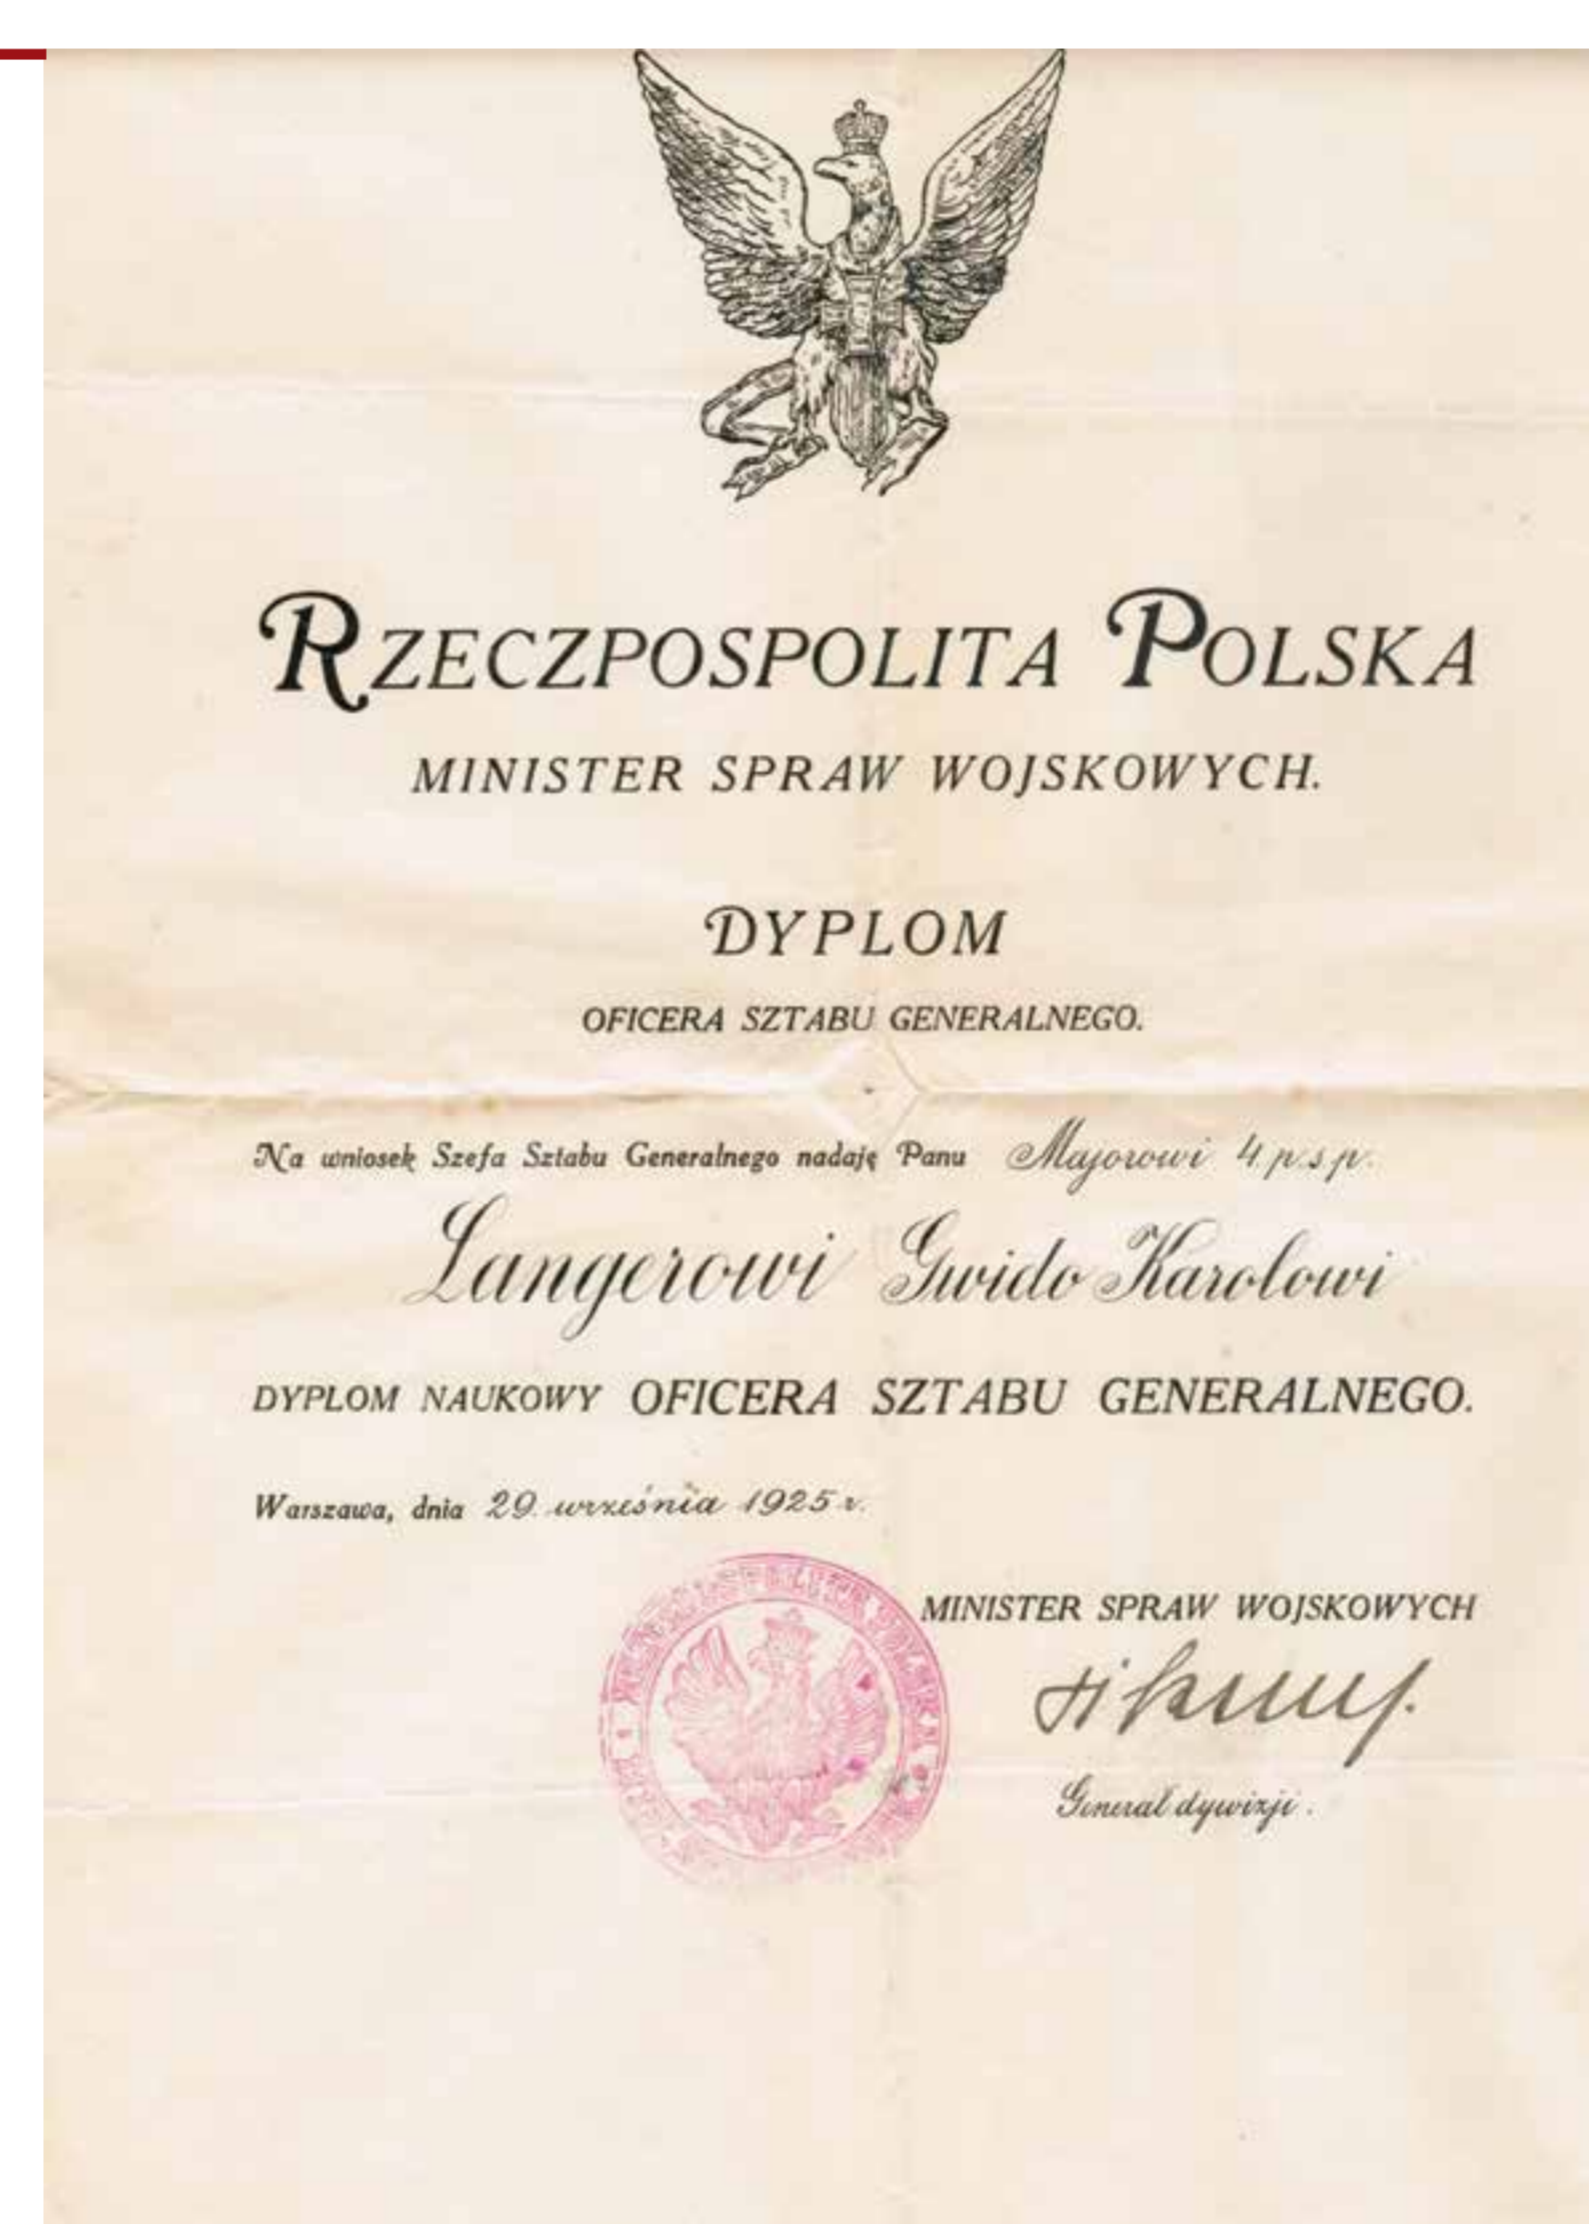 RZECZPOSPOLITA POLSKA
MINISTER SPRAW WOJSKOWYCH.
DYPLOM
OFICERA SZTABU GENERALNEGO.
Na wniosek Szefa Sztabu Generalnego nadaję Panu Majorowi 4 p.s.p.
Langerowi Gwido Karolowi
DYPLOM NAUKOWY OFICERA SZTABU GENERALNEGO.
Warszawa, dnia 29. września 1925 r.
MINISTER SPRAW WOJSKOWYCH
Generał dywizji.